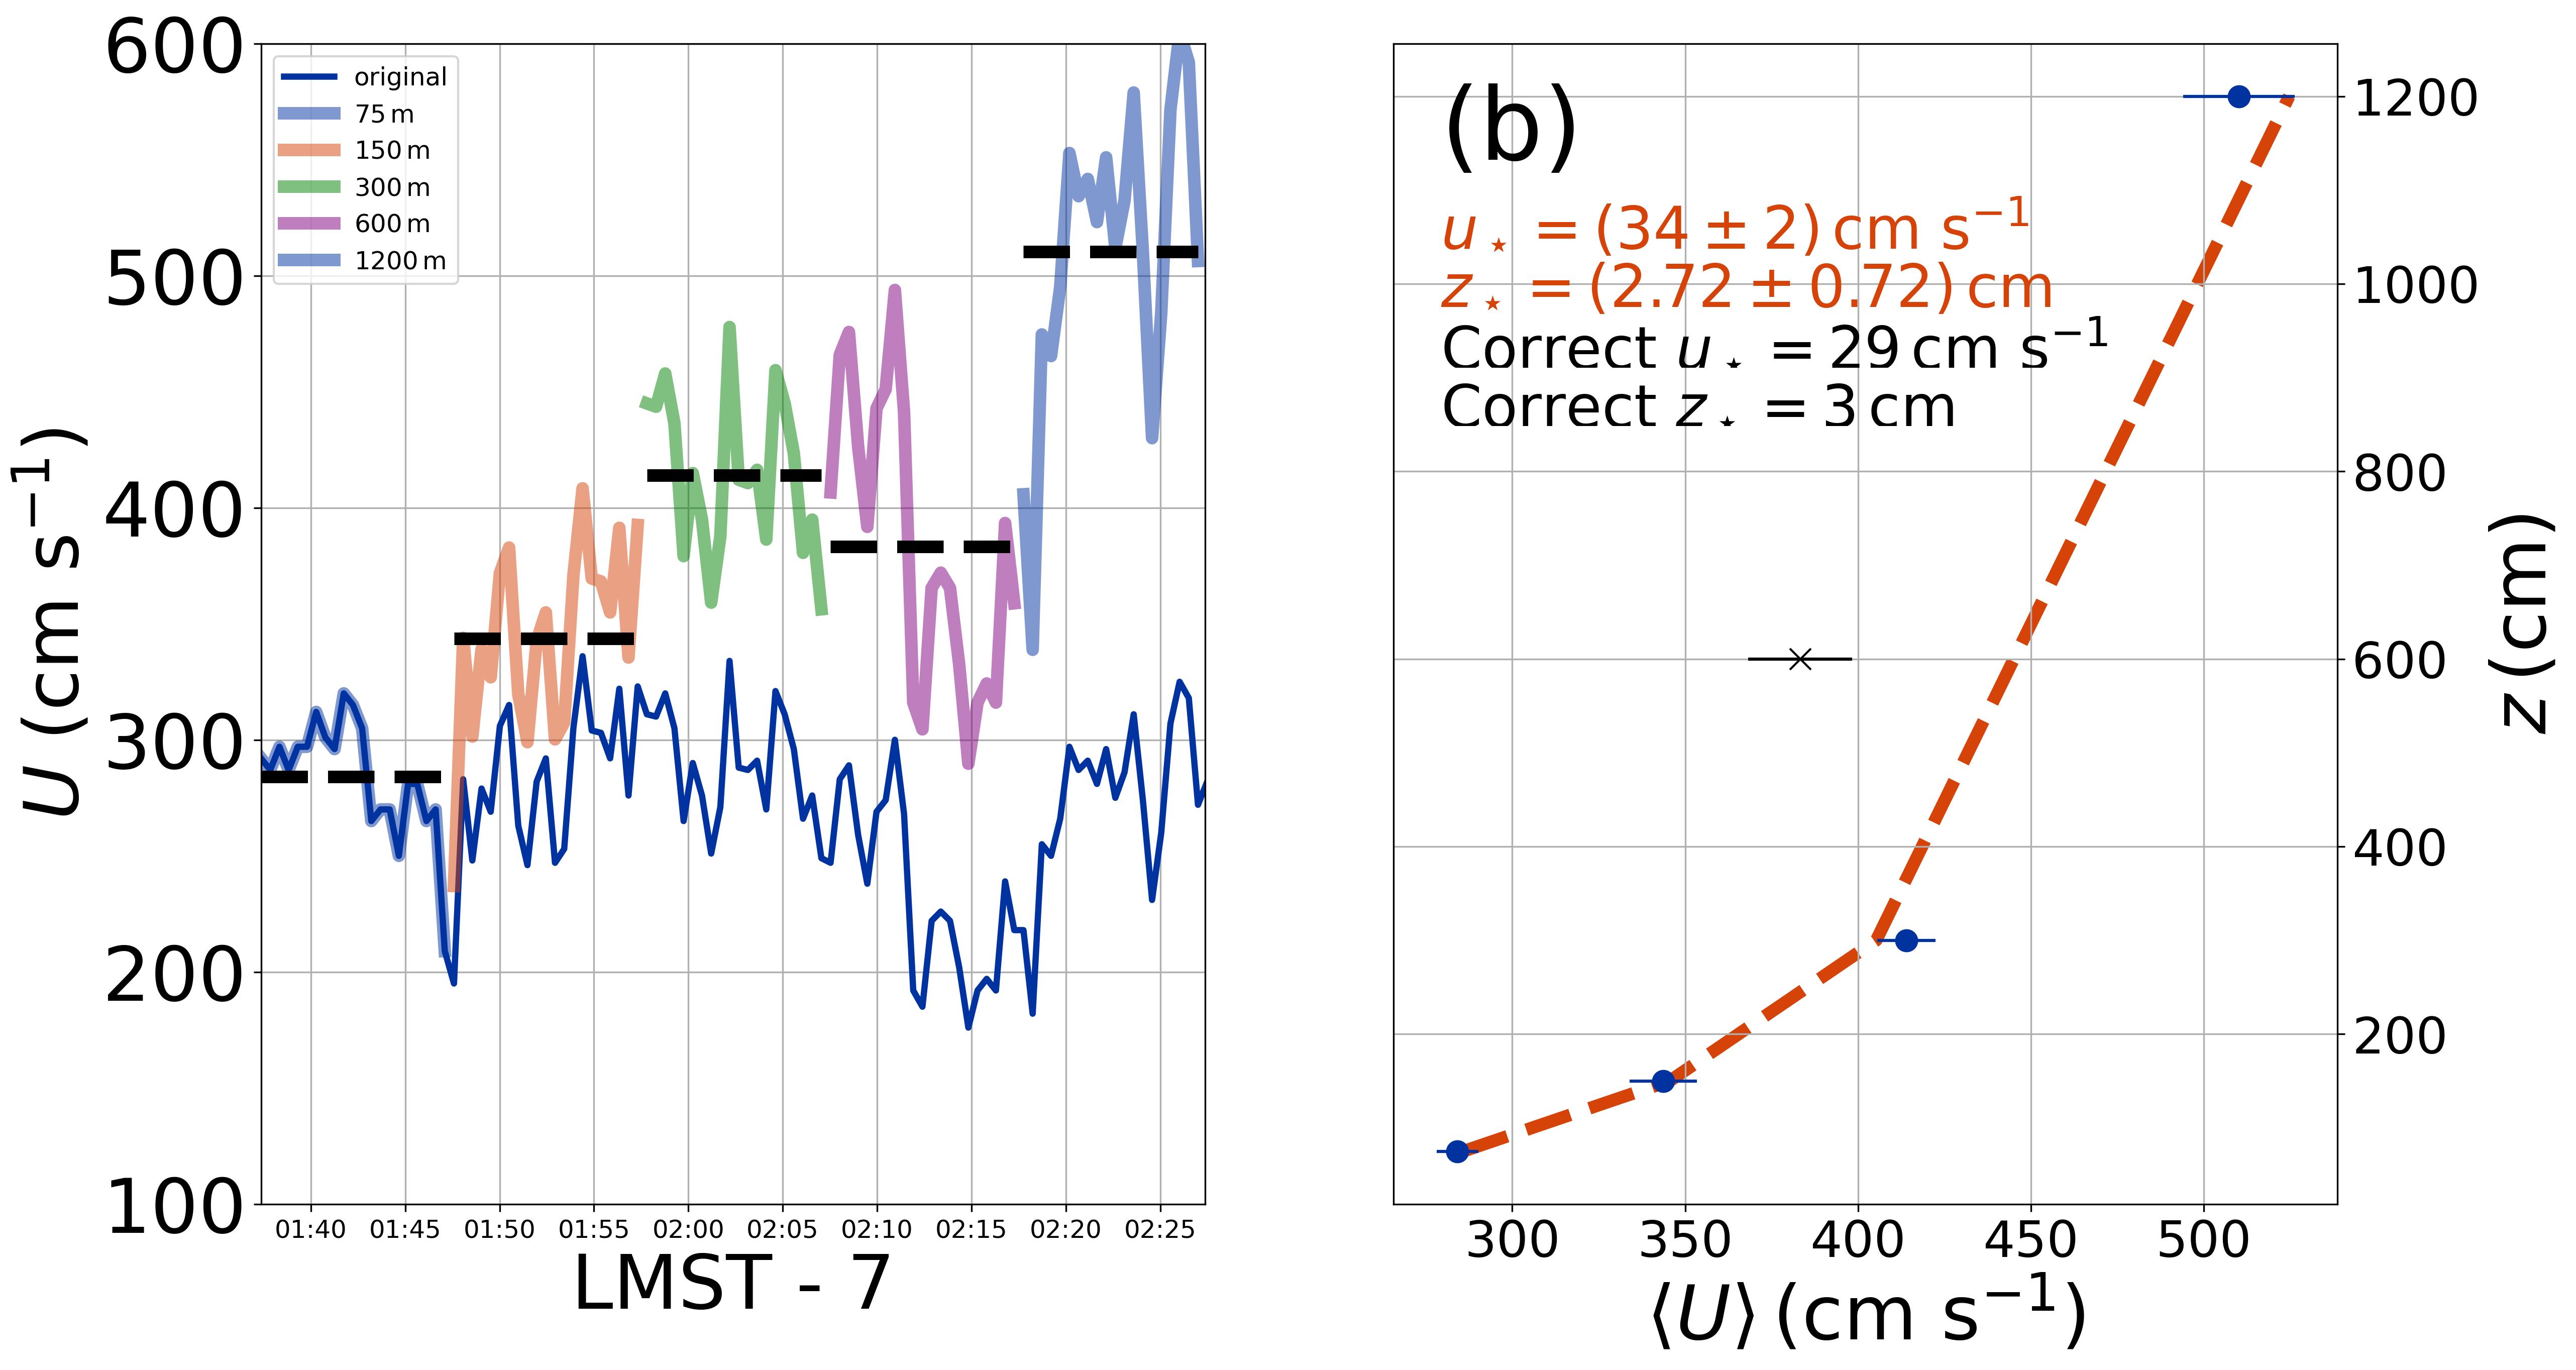 600
500
400
300
200
100
U (cm s⁻¹)
original
75 m
150 m
300 m
600 m
1200 m
01:40 01:45 01:50 01:55 02:00 02:05 02:10 02:15 02:20 02:25
LMST - 7
(b)
u⋆ = (34 ± 2) cm s⁻¹
z⋆ = (2.72 ± 0.72) cm
Correct u⋆ = 29 cm s⁻¹
Correct z⋆ = 3 cm
1200
1000
800
600
400
200
z (cm)
300 350 400 450 500
⟨U⟩ (cm s⁻¹)